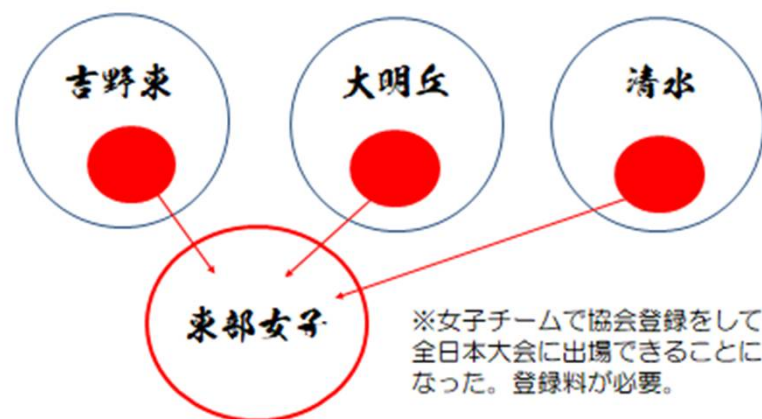 吉野東
大明丘
清水
東部女子
※女子チームで協会登録をして
全日本大会に出場できることに
なった。登録料が必要。